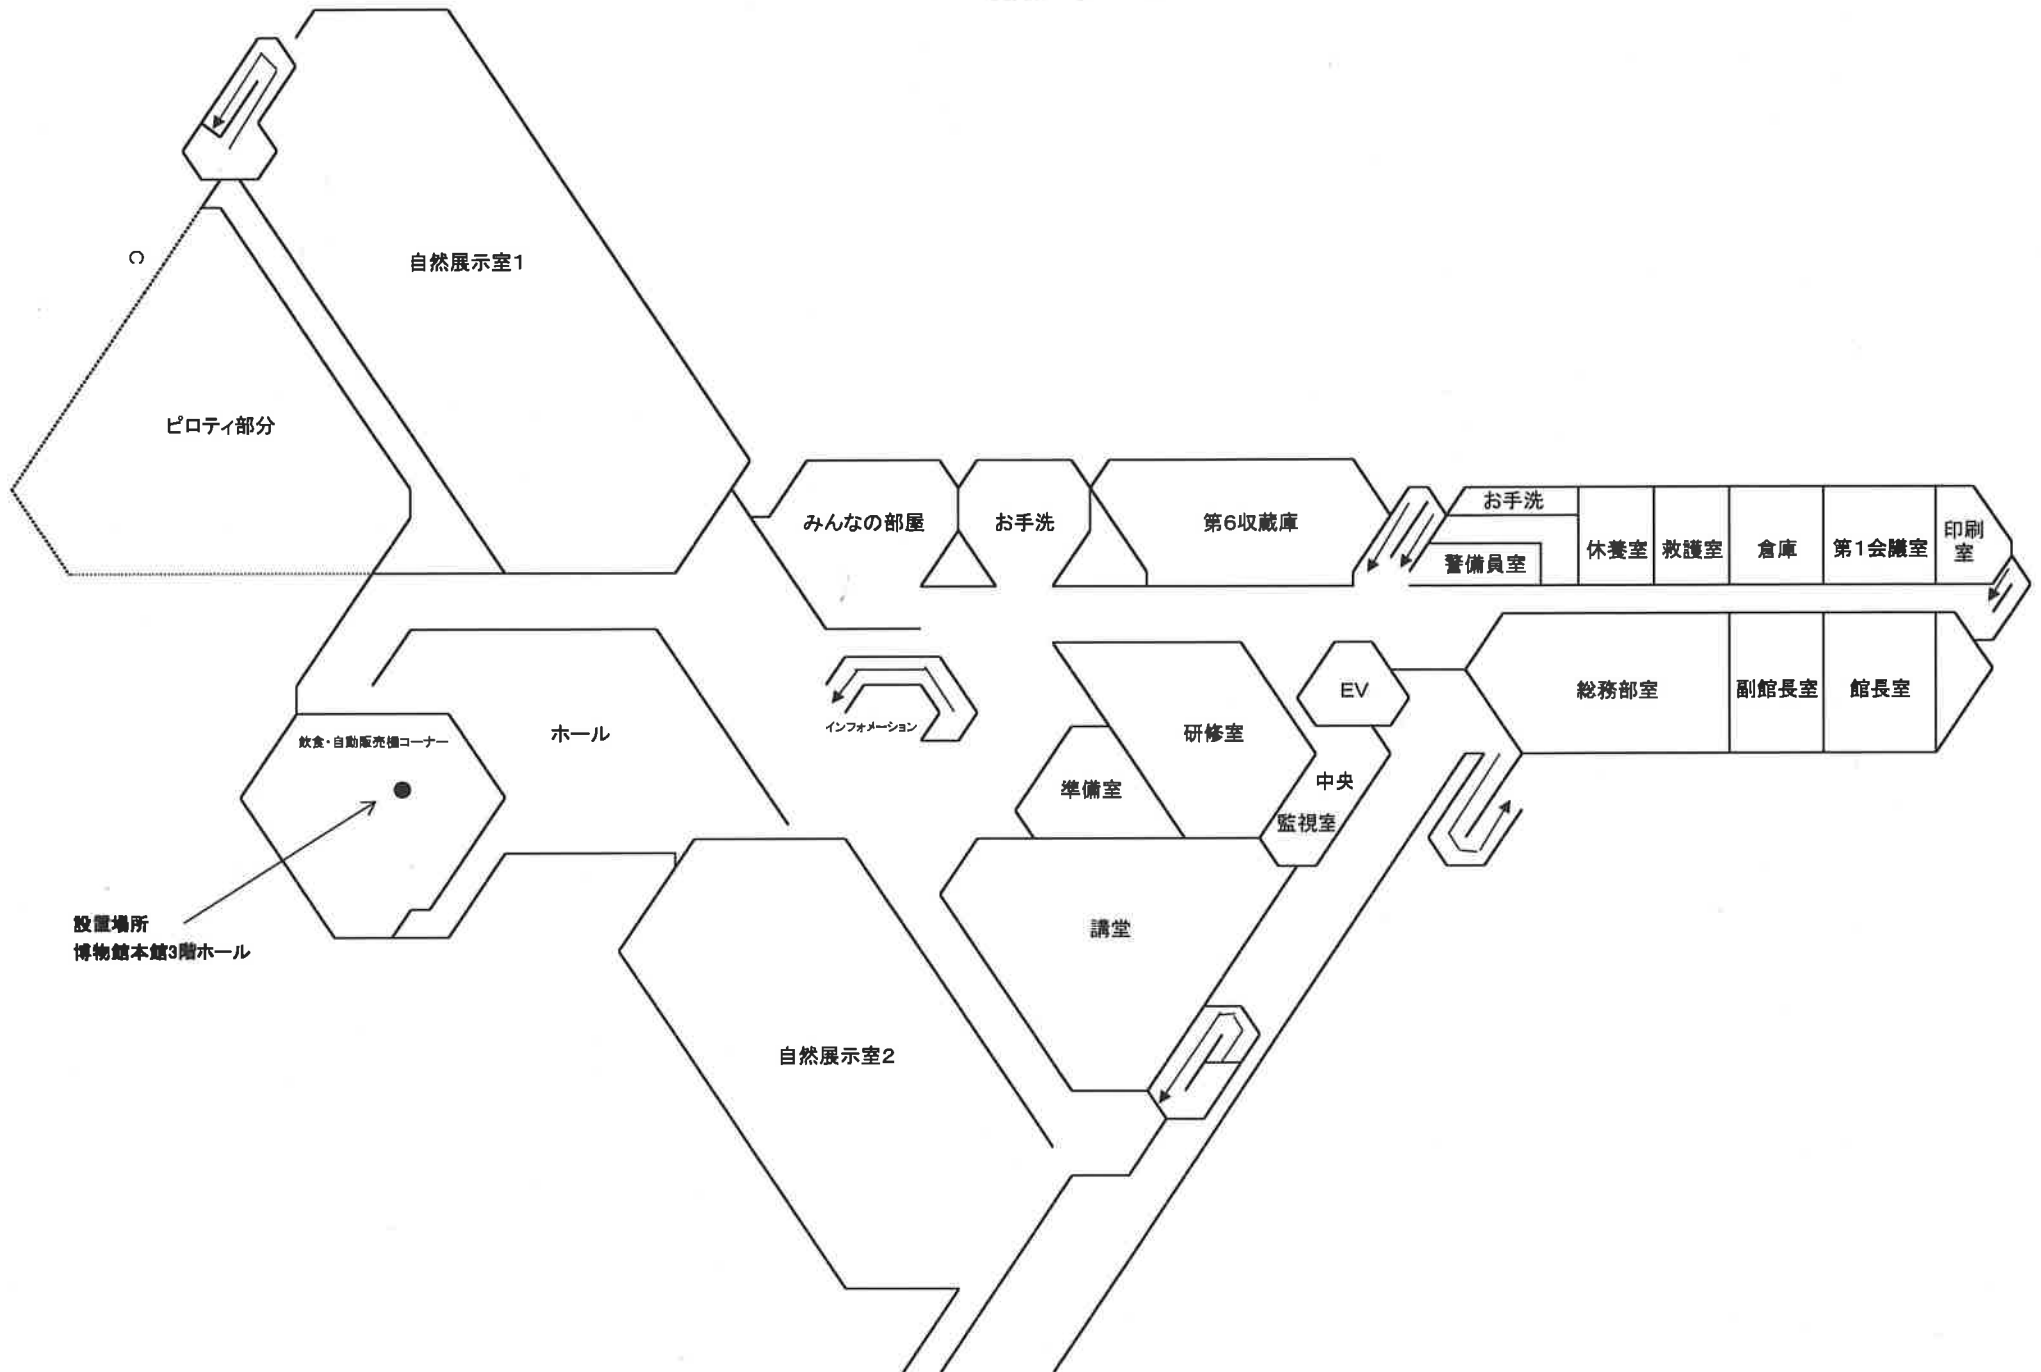 自然展示室1
C
ピロティ部分
みんなの部屋
お手洗
第6収蔵庫
お手洗
警備員室
休養室
救護室
倉庫
第1会議室
印刷
室
総務部室
副館長室
館長室
EV
研修室
中央
監視室
準備室
インフォメーション
ホール
飲食・自動販売機コーナー
講堂
設置場所
博物館本館3階ホール
自然展示室2